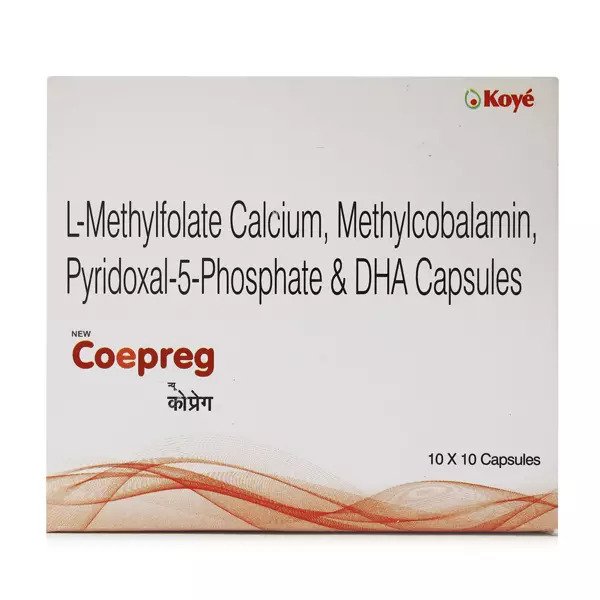 Koyé
L-Methylfolate Calcium, Methylcobalamin,
Pyridoxal-5-Phosphate & DHA Capsules
NEW
Coepreg
न्यू
कोप्रेग
10 X 10 Capsules